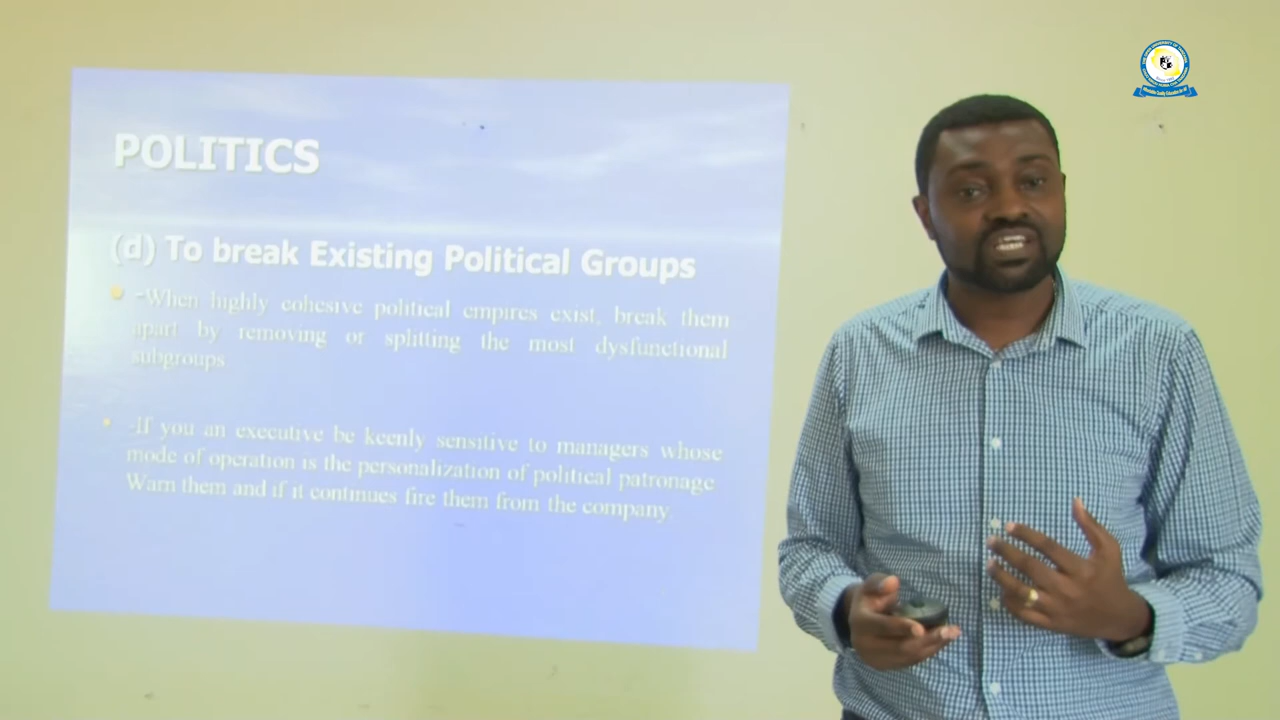 POLITICS
(d) To break Existing Political Groups
-When highly cohesive political empires exist, break them
apart by removing or splitting the most dysfunctional
subgroups
-If you an executive be keenly sensitive to managers whose
mode of operation is the personalization of political patronage
Warn them and if it continues fire them from the company.